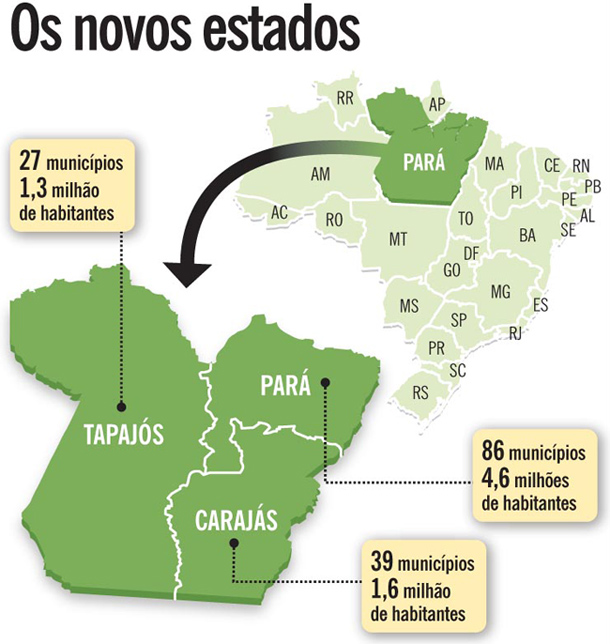 Os novos estados
RR
AP
PARÁ
AM
MA
CE
RN
PB
PI
PE
AL
SE
AC
RO
TO
BA
MT
DF
GO
MG
ES
MS
SP
RJ
PR
SC
RS
27 municípios
1,3 milhão
de habitantes
TAPAJÓS
PARÁ
CARAJÁS
86 municípios
4,6 milhões
de habitantes
39 municípios
1,6 milhão
de habitantes